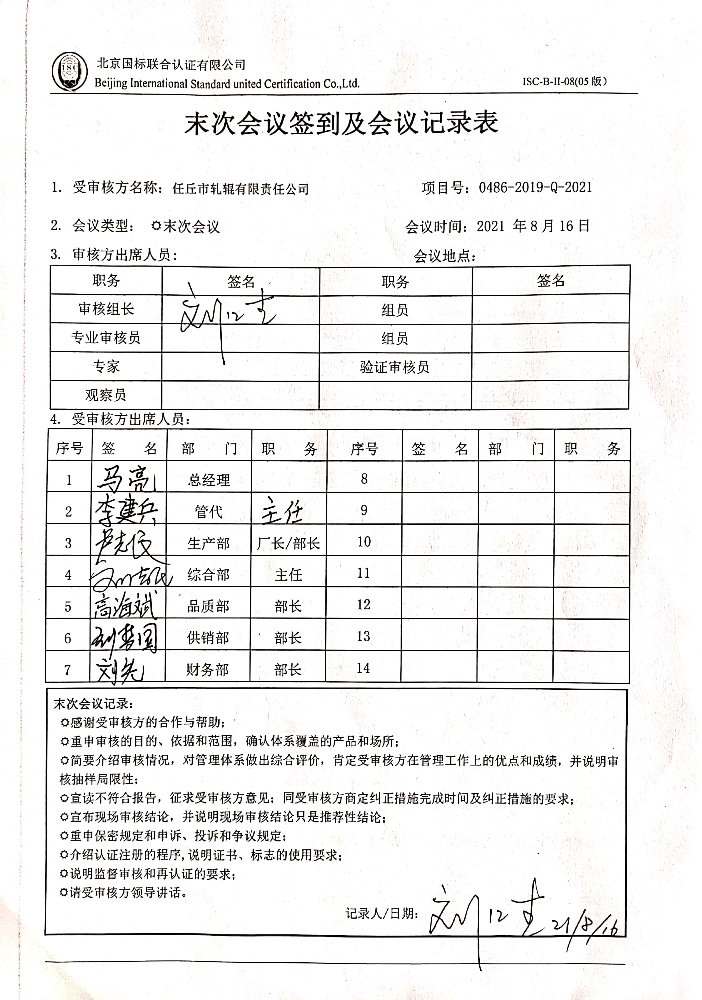 ISC
北京国标联合认证有限公司
Beijing International Standard united Certification Co.,Ltd.
ISC-B-II-08(05版)
末次会议签到及会议记录表
1. 受审核方名称：任丘市轧辊有限责任公司 项目号：0486-2019-Q-2021
2. 会议类型： ✩末次会议 会议时间：2021 年 8 月 16 日
3. 审核方出席人员： 会议地点：
职务 签名 职务 签名
审核组长 刘 组员
专业审核员 组员
专家 验证审核员
观察员
4. 受审核方出席人员：
序号 签 名 部 门 职 务 序号 签 名 部 门 职 务
1 马亮 总经理 8
2 李建兵 管代 主任 9
3 生产部 厂长/部长 10
4 综合部 主任 11
5 高海斌 品质部 部长 12
6 供销部 部长 13
7 刘先 财务部 部长 14
末次会议记录：
✩感谢受审核方的合作与帮助；
✩重申审核的目的、依据和范围，确认体系覆盖的产品和场所；
✩简要介绍审核情况，对管理体系做出综合评价，肯定受审核方在管理工作上的优点和成绩，并说明审
核抽样局限性；
✩宣读不符合报告，征求受审核方意见；同受审核方商定纠正措施完成时间及纠正措施的要求；
✩宣布现场审核结论，并说明现场审核结论只是推荐性结论；
✩重申保密规定和申诉、投诉和争议规定；
✩介绍认证注册的程序,说明证书、标志的使用要求；
✩说明监督审核和再认证的要求；
✩请受审核方领导讲话。
记录人/日期： 刘 21/8/16